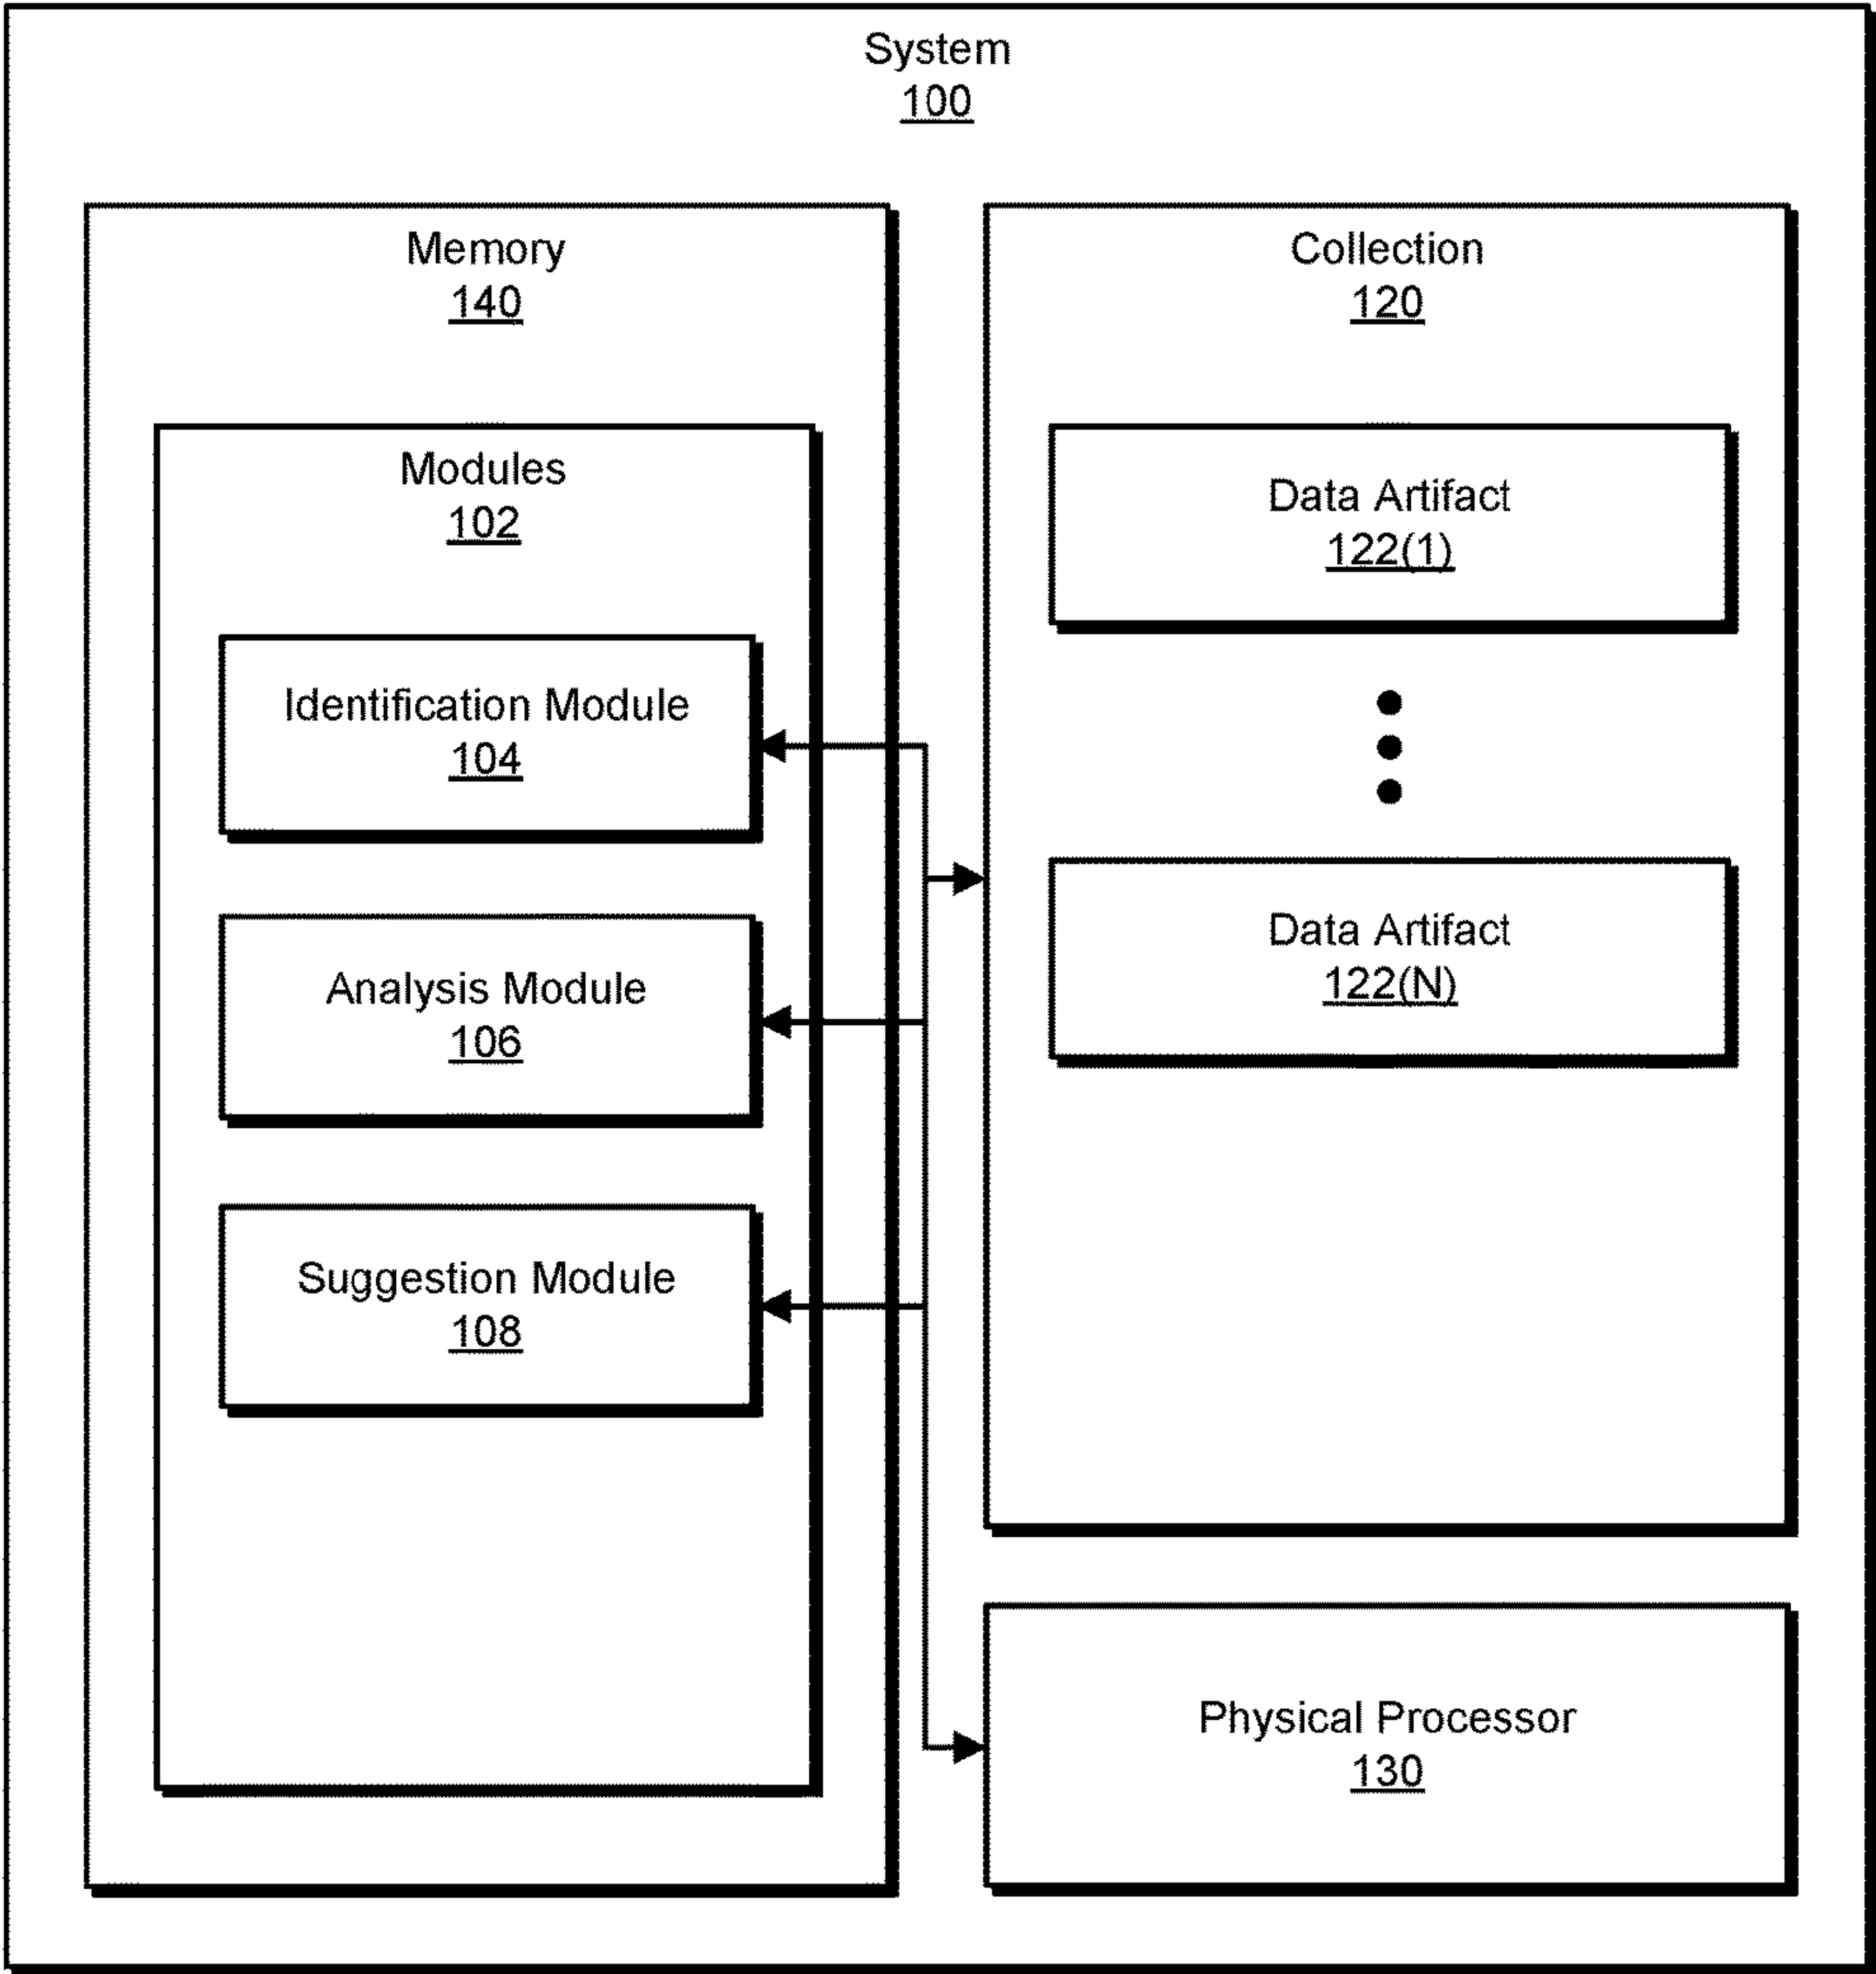 System
100
Memory
140
Modules
102
Identification Module
104
Analysis Module
106
Suggestion Module
108
Collection
120
Data Artifact
122(1)
Data Artifact
122(N)
Physical Processor
130